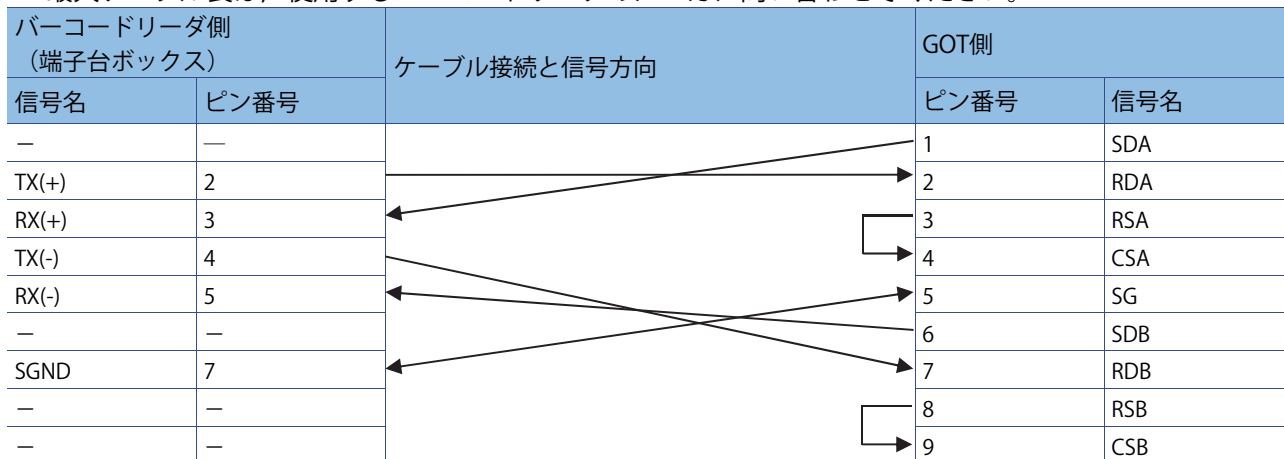 バーコードリーダ側
（端子台ボックス）
ケーブル接続と信号方向
GOT側
信号名 ピン番号 ピン番号 信号名
－ ― 1 SDA
TX(+) 2 2 RDA
RX(+) 3 3 RSA
TX(-) 4 4 CSA
RX(-) 5 5 SG
－ － 6 SDB
SGND 7 7 RDB
－ － 8 RSB
－ － 9 CSB